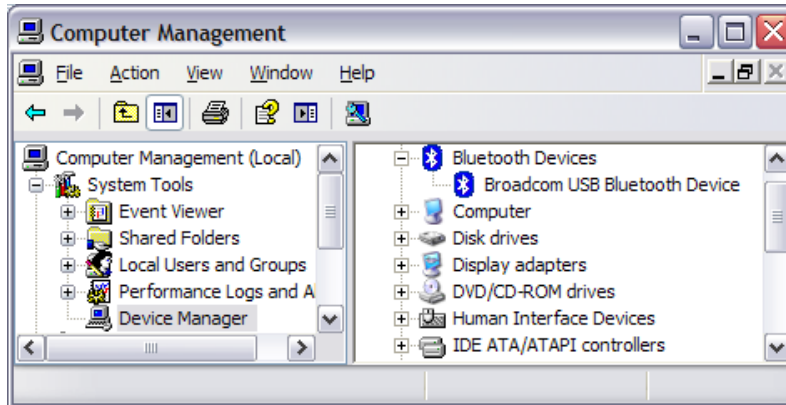 Computer Management
File Action View Window Help
Computer Management (Local)
System Tools
Event Viewer
Shared Folders
Local Users and Groups
Performance Logs and A
Device Manager
Bluetooth Devices
Broadcom USB Bluetooth Device
Computer
Disk drives
Display adapters
DVD/CD-ROM drives
Human Interface Devices
IDE ATA/ATAPI controllers